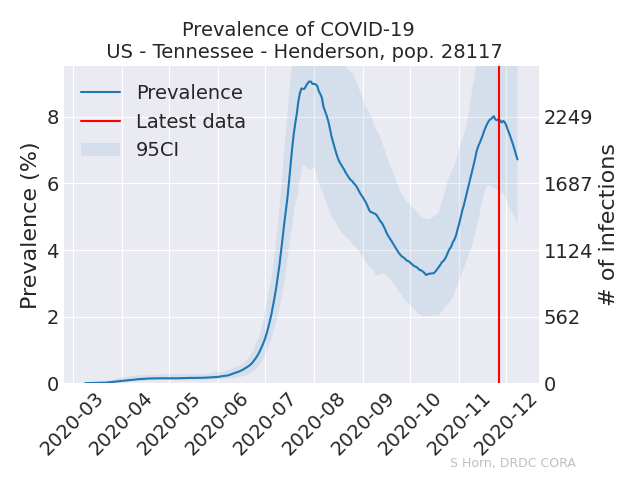 Prevalence of COVID-19
US - Tennessee - Henderson, pop. 28117
Prevalence
Latest data
95CI
Prevalence (%)
8
6
4
2
0
2249
1687
1124
562
0
# of infections
2020-03
2020-04
2020-05
2020-06
2020-07
2020-08
2020-09
2020-10
2020-11
2020-12
S Horn, DRDC CORA